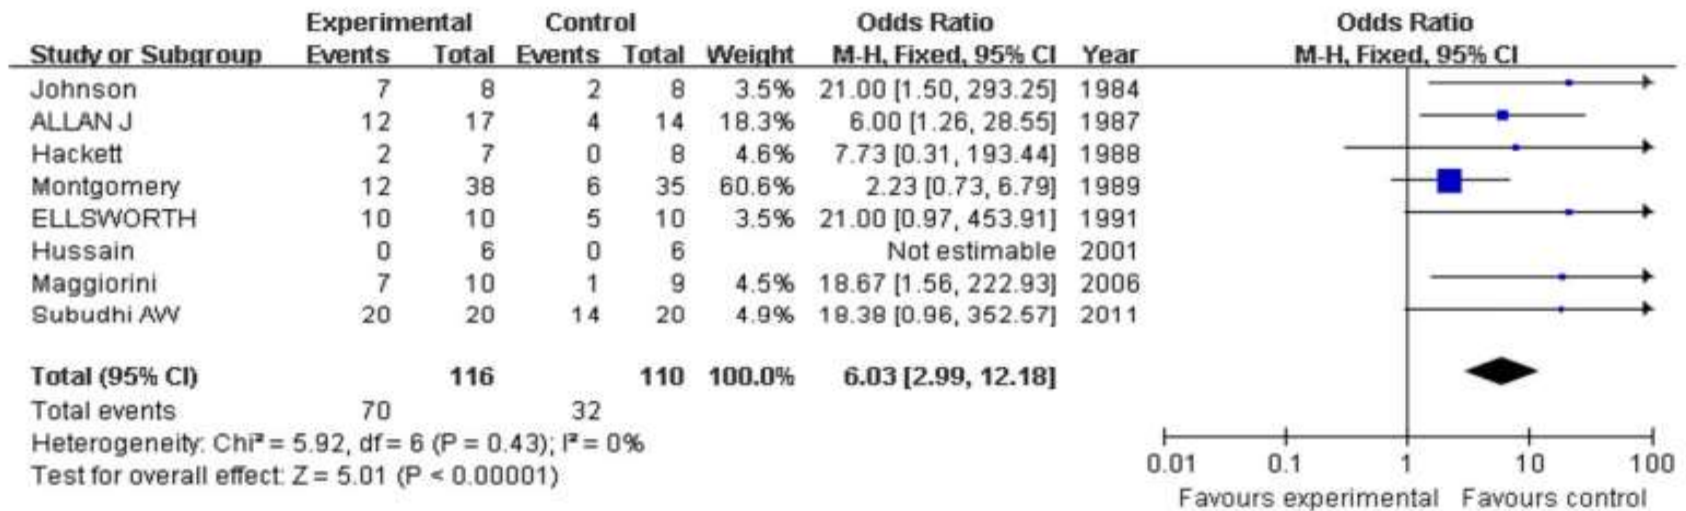 Experimental Control Odds Ratio Odds Ratio
Study or Subgroup Events Total Events Total Weight M-H, Fixed, 95% CI Year M-H, Fixed, 95% CI
Johnson 7 8 2 8 3.5% 21.00 [1.50, 293.25] 1984
ALLAN J 12 17 4 14 18.3% 6.00 [1.26, 28.55] 1987
Hackett 2 7 0 8 4.6% 7.73 [0.31, 193.44] 1988
Montgomery 12 38 6 35 60.6% 2.23 [0.73, 6.79] 1989
ELLSWORTH 10 10 5 10 3.5% 21.00 [0.97, 453.91] 1991
Hussain 0 6 0 6 Not estimable 2001
Maggiorini 7 10 1 9 4.5% 18.67 [1.56, 222.93] 2006
Subudhi AW 20 20 14 20 4.9% 18.38 [0.96, 352.57] 2011
Total (95% CI) 116 110 100.0% 6.03 [2.99, 12.18]
Total events 70 32
Heterogeneity: Chi² = 5.92, df = 6 (P = 0.43); I² = 0%
Test for overall effect: Z = 5.01 (P < 0.00001)
0.01 0.1 1 10 100
Favours experimental Favours control